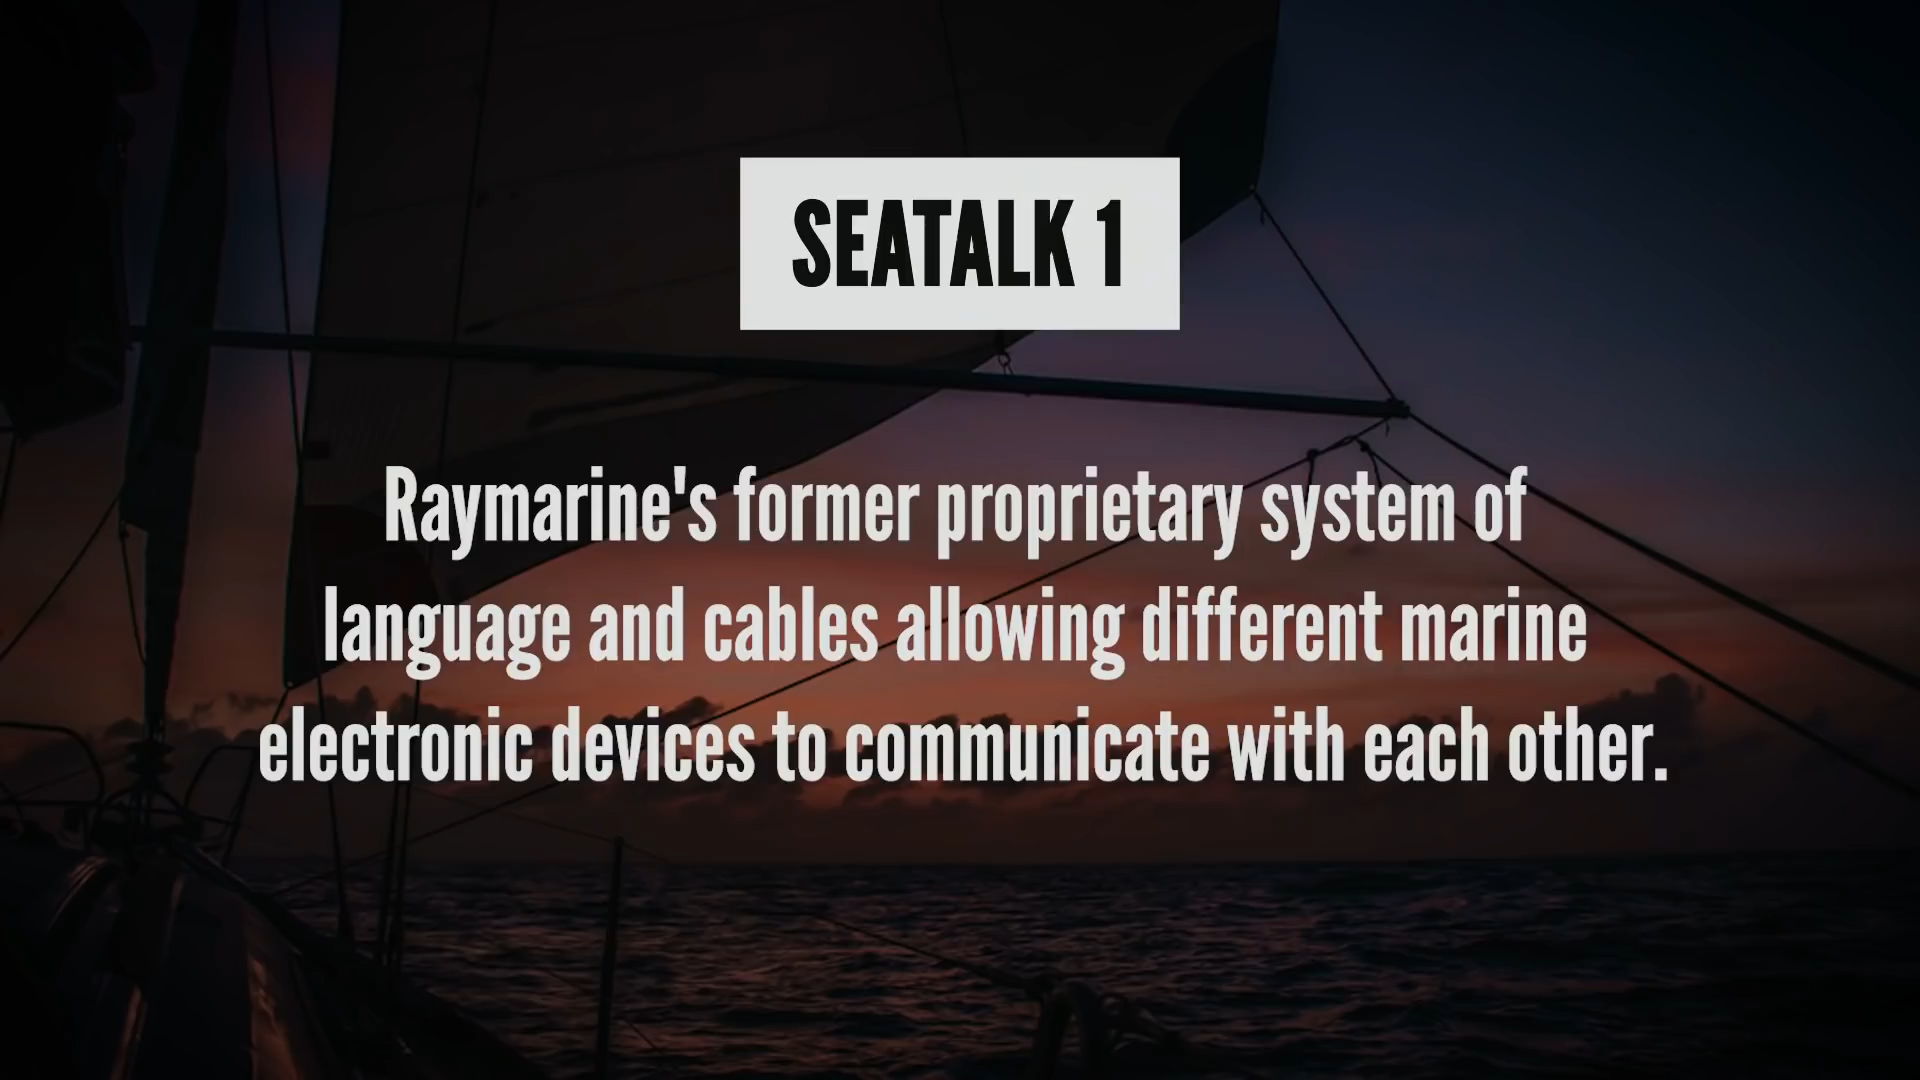 SEATALK 1
Raymarine's former proprietary system of
language and cables allowing different marine
electronic devices to communicate with each other.